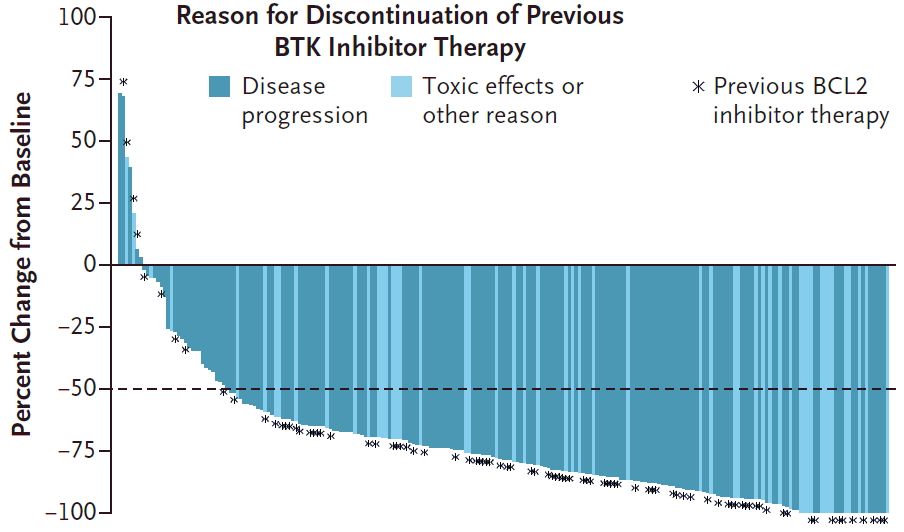 Reason for Discontinuation of Previous
BTK Inhibitor Therapy
Disease
progression
Toxic effects or
other reason
* Previous BCL2
inhibitor therapy
Percent Change from Baseline
100
75
50
25
0
−25
−50
−75
−100